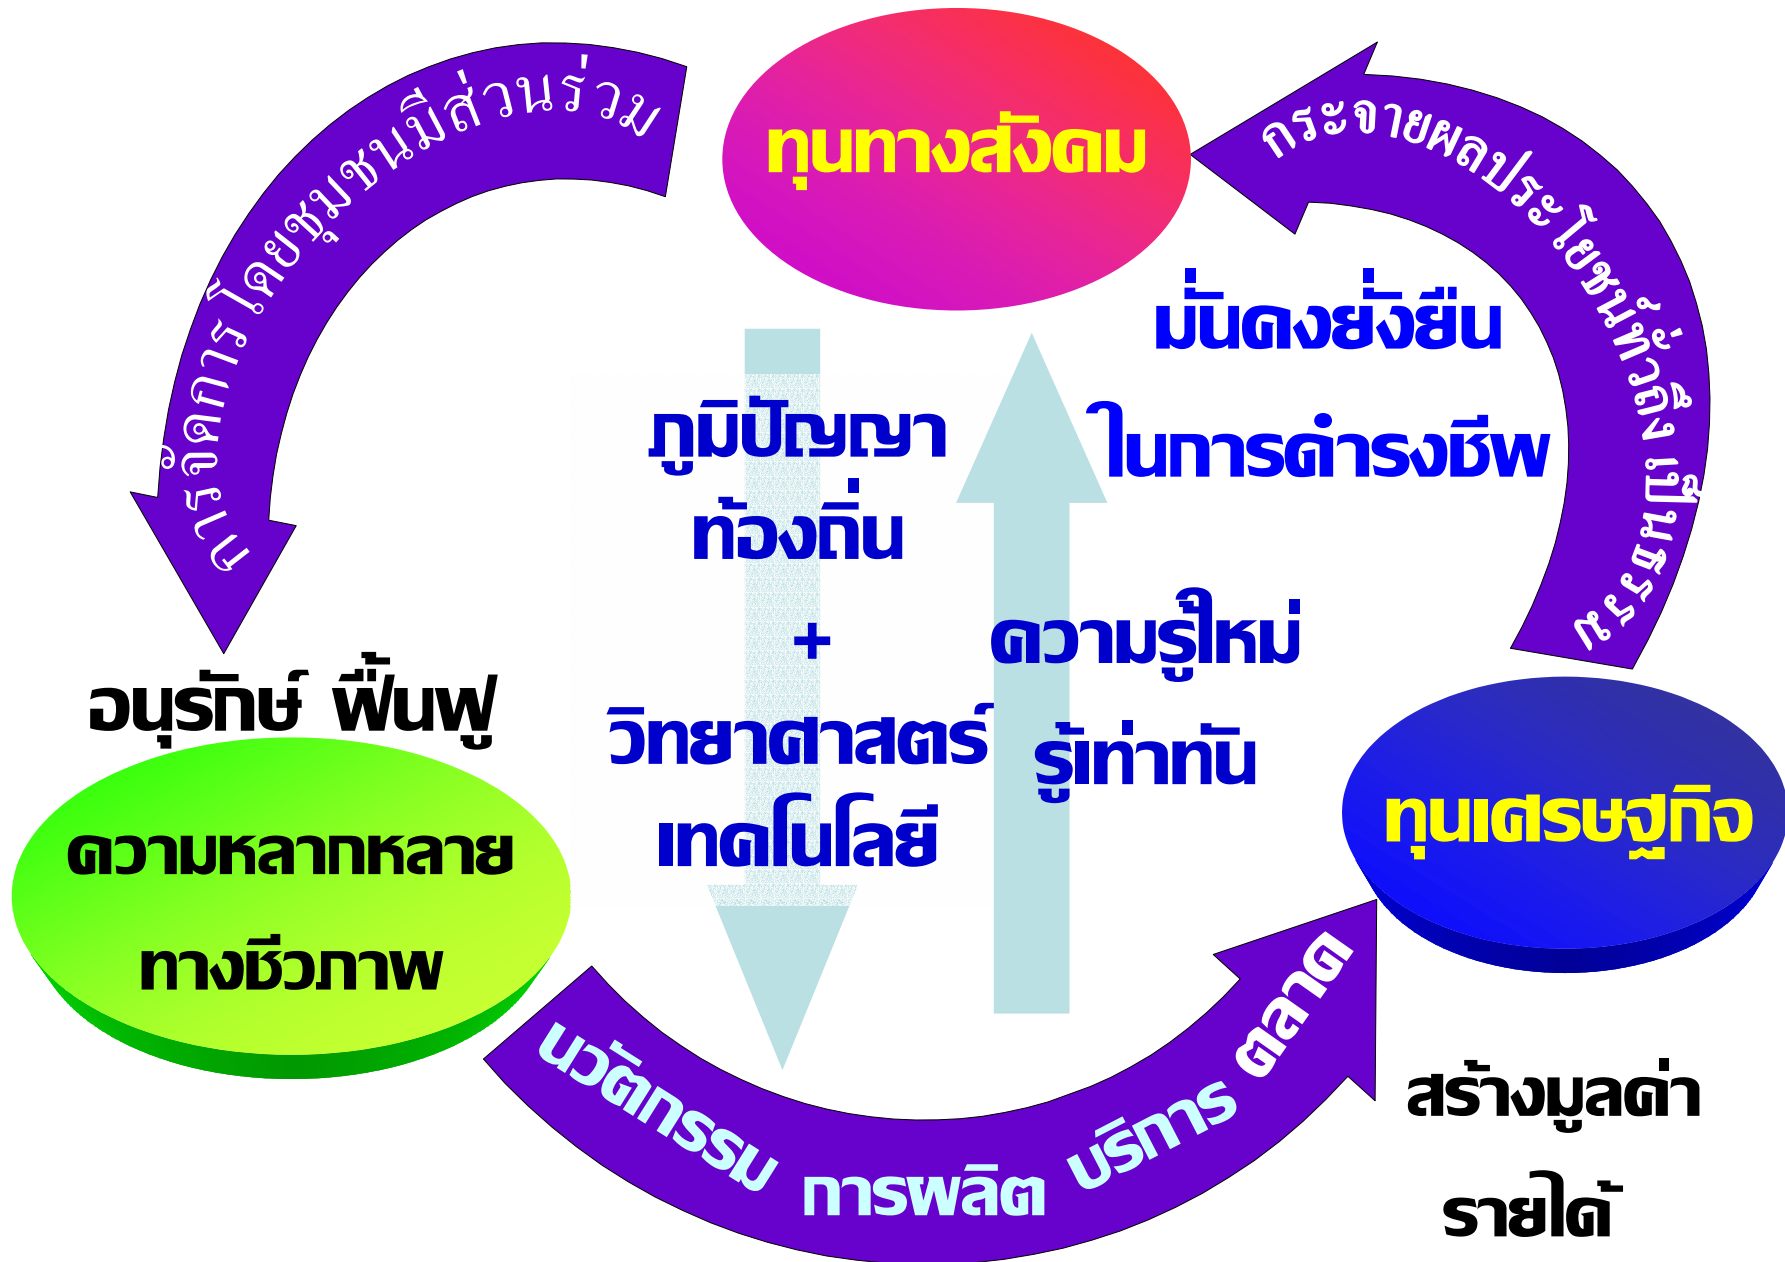 ทุนทางสังคม
การจัดการโดยชุมชนมีส่วนร่วม
กระจายผลประโยชน์ทั่วถึง เป็นธรรม
มั่นคงยั่งยืน
ในการดำรงชีพ
ภูมิปัญญา
ท้องถิ่น
+
วิทยาศาสตร์
เทคโนโลยี
ความรู้ใหม่
รู้เท่าทัน
อนุรักษ์ ฟื้นฟู
ความหลากหลาย
ทางชีวภาพ
ทุนเศรษฐกิจ
นวัตกรรม การผลิต บริการ ตลาด
สร้างมูลค่า
รายได้